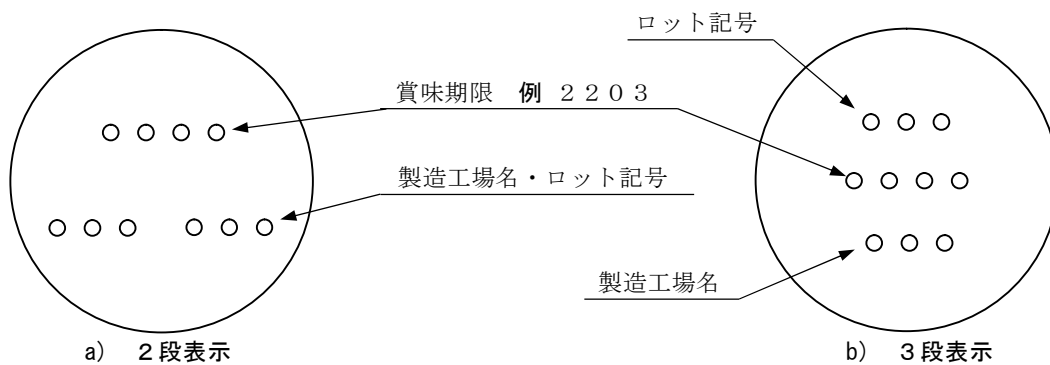 ロット記号
賞味期限 例 ２２０３
製造工場名・ロット記号
製造工場名
a) ２段表示
b) ３段表示